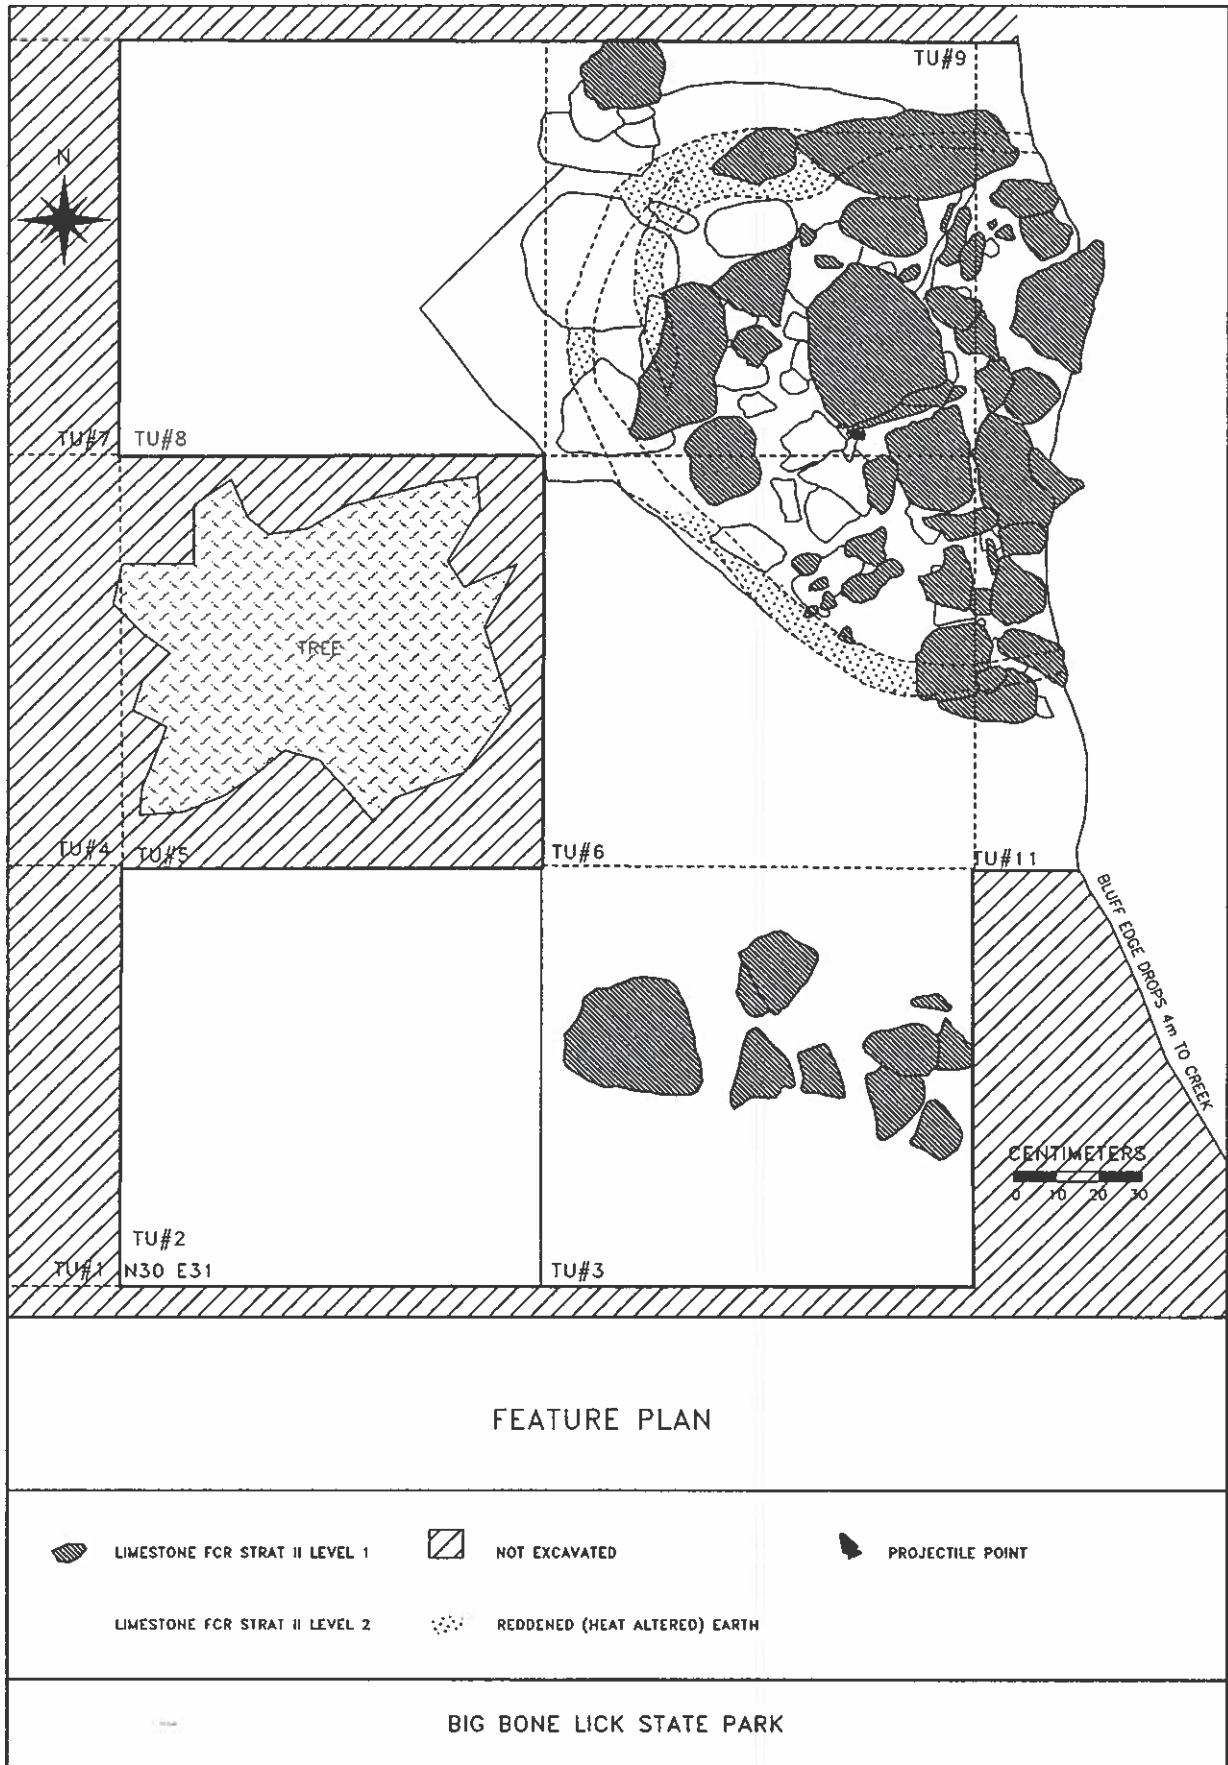 TU#9
N
TU#7 TU#8
TREE
TU#4 TU#5 TU#6 TU#11
BLUFF EDGE DROPS 4m TO CREEK
CENTIMETERS
0 10 20 30
TU#2
TU#1 N30 E31 TU#3
FEATURE PLAN
LIMESTONE FCR STRAT II LEVEL 1 NOT EXCAVATED PROJECTILE POINT
LIMESTONE FCR STRAT II LEVEL 2 REDDENED (HEAT ALTERED) EARTH
BIG BONE LICK STATE PARK